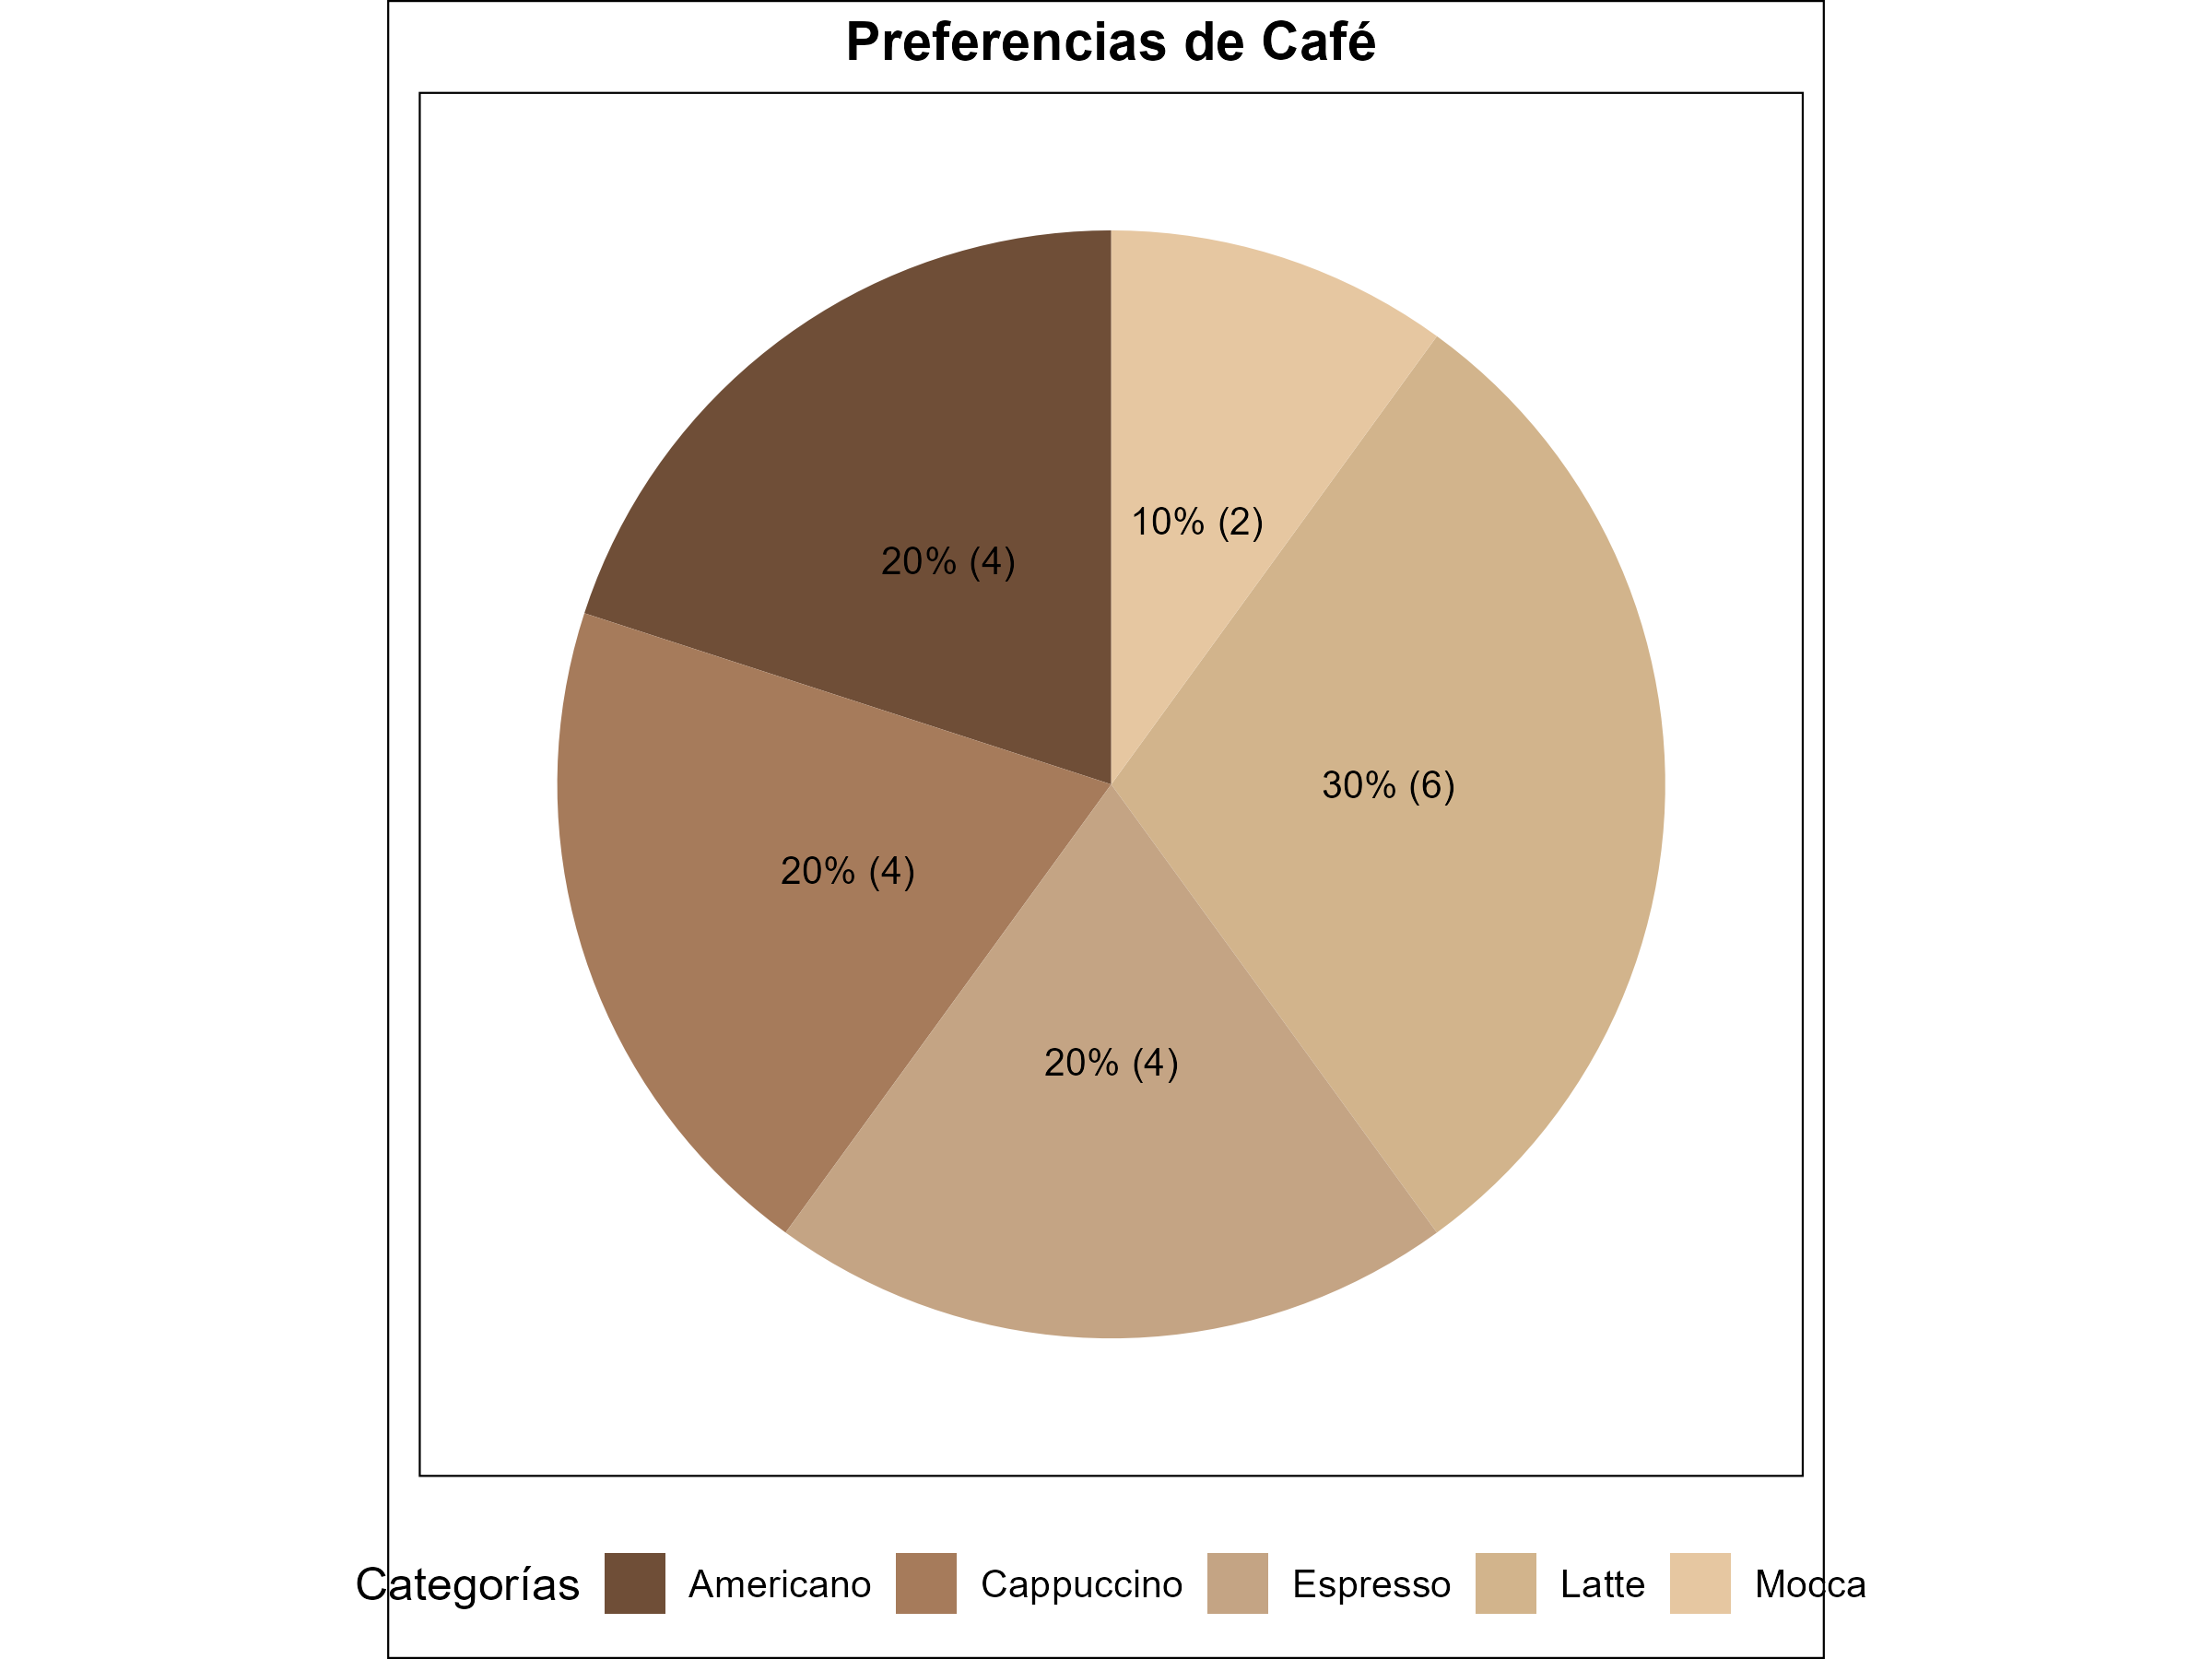 Preferencias de Café
10% (2)
20% (4)
30% (6)
20% (4)
20% (4)
Categorías Americano Cappuccino Espresso Latte Mocca